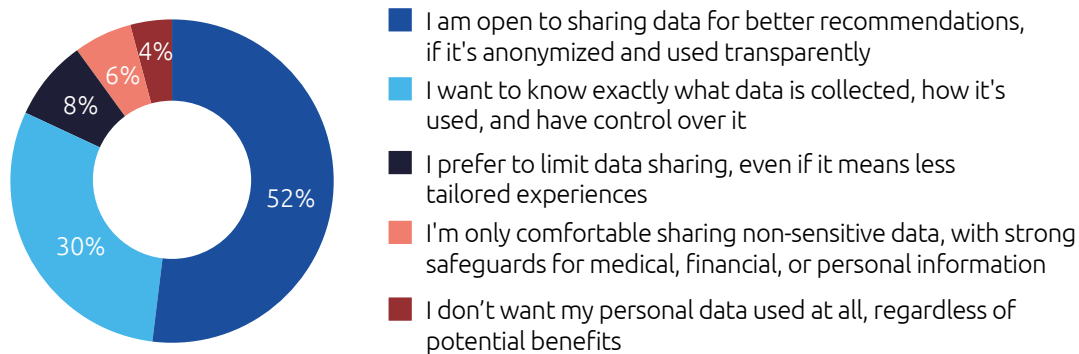 4%
6%
8%
52%
30%
I am open to sharing data for better recommendations,
if it's anonymized and used transparently
I want to know exactly what data is collected, how it's
used, and have control over it
I prefer to limit data sharing, even if it means less
tailored experiences
I'm only comfortable sharing non-sensitive data, with strong
safeguards for medical, financial, or personal information
I don’t want my personal data used at all, regardless of
potential benefits